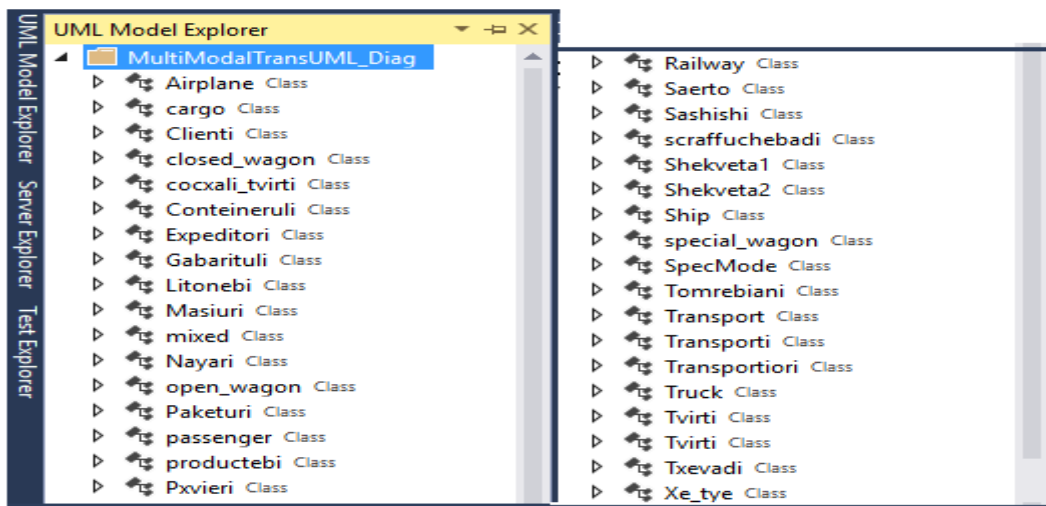 UML Model Explorer
Server Explorer
Test Explorer
UML Model Explorer
MultiModalTransUML_Diag
Airplane Class
cargo Class
Clienti Class
closed_wagon Class
cocxali_tvirti Class
Conteineruli Class
Expeditori Class
Gabarituli Class
Litonebi Class
Masiuri Class
mixed Class
Nayari Class
open_wagon Class
Paketuri Class
passenger Class
productebi Class
Pxvieri Class
Railway Class
Saerto Class
Sashishi Class
scraffuchebadi Class
Shekveta1 Class
Shekveta2 Class
Ship Class
special_wagon Class
SpecMode Class
Tomrebiani Class
Transport Class
Transporti Class
Transportiori Class
Truck Class
Tvirti Class
Tvirti Class
Txevadi Class
Xe_tye Class